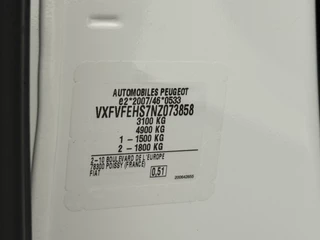 AUTOMOBILES PEUGEOT
e2*2007/46*0533
VXFVFEHS7NZ073858
3100 KG
4900 KG
1 - 1500 KG
2 - 1800 KG
2-10 BOULEVARD DE L'EUROPE
78300 POISSY (FRANCE)
FIAT
0,51